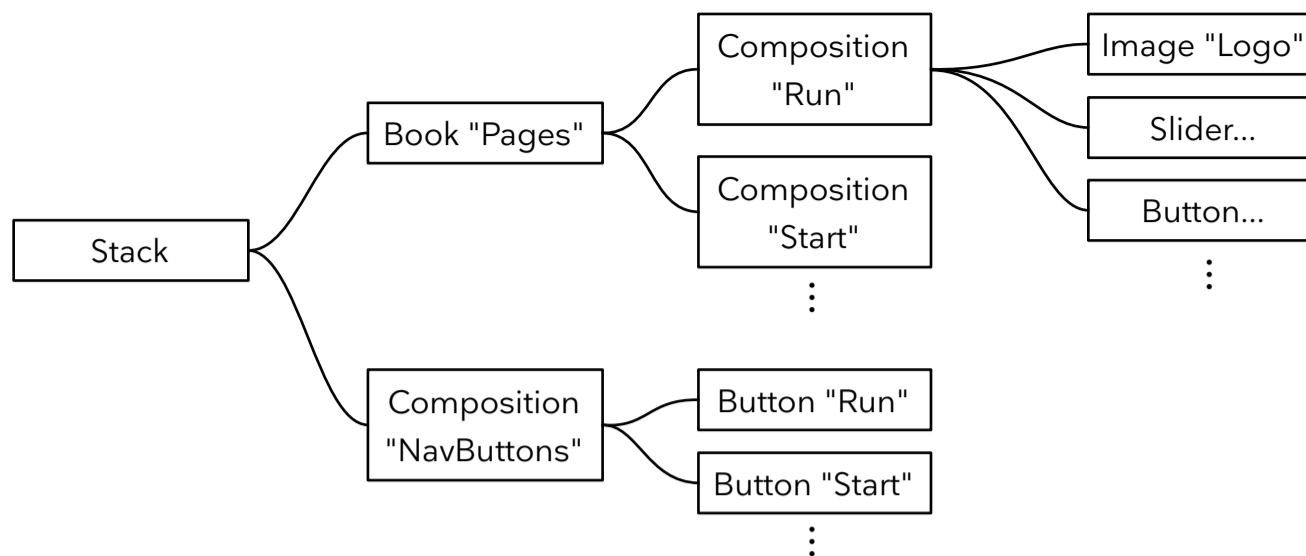 Stack
Book "Pages"
Composition
"Run"
Image "Logo"
Slider...
Button...
⋮
Composition
"Start"
⋮
Composition
"NavButtons"
Button "Run"
Button "Start"
⋮